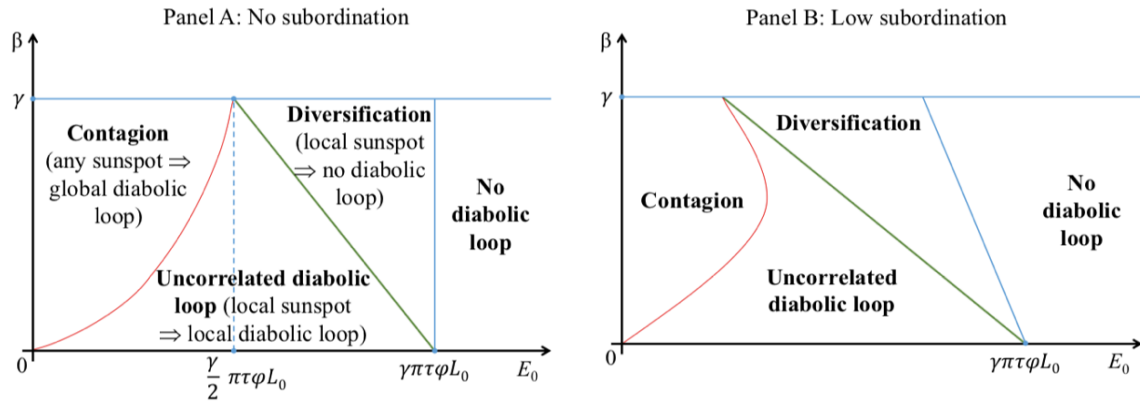 Panel A: No subordination
β
γ
Contagion
(any sunspot ⇒
global diabolic
loop)
Diversification
(local sunspot
⇒ no diabolic
loop)
No
diabolic
loop
Uncorrelated diabolic
loop (local sunspot
⇒ local diabolic loop)
0
γ/2 πτφL₀
γπτφL₀
E₀
Panel B: Low subordination
β
γ
Diversification
Contagion
No
diabolic
loop
Uncorrelated
diabolic loop
0
γπτφL₀
E₀